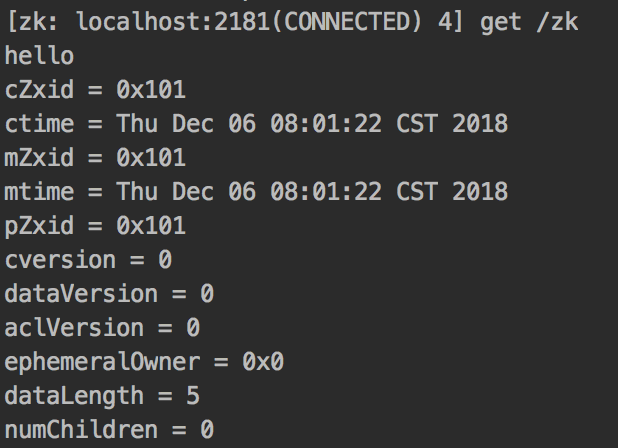 [zk: localhost:2181(CONNECTED) 4] get /zk
hello
cZxid = 0x101
ctime = Thu Dec 06 08:01:22 CST 2018
mZxid = 0x101
mtime = Thu Dec 06 08:01:22 CST 2018
pZxid = 0x101
cversion = 0
dataVersion = 0
aclVersion = 0
ephemeralOwner = 0x0
dataLength = 5
numChildren = 0